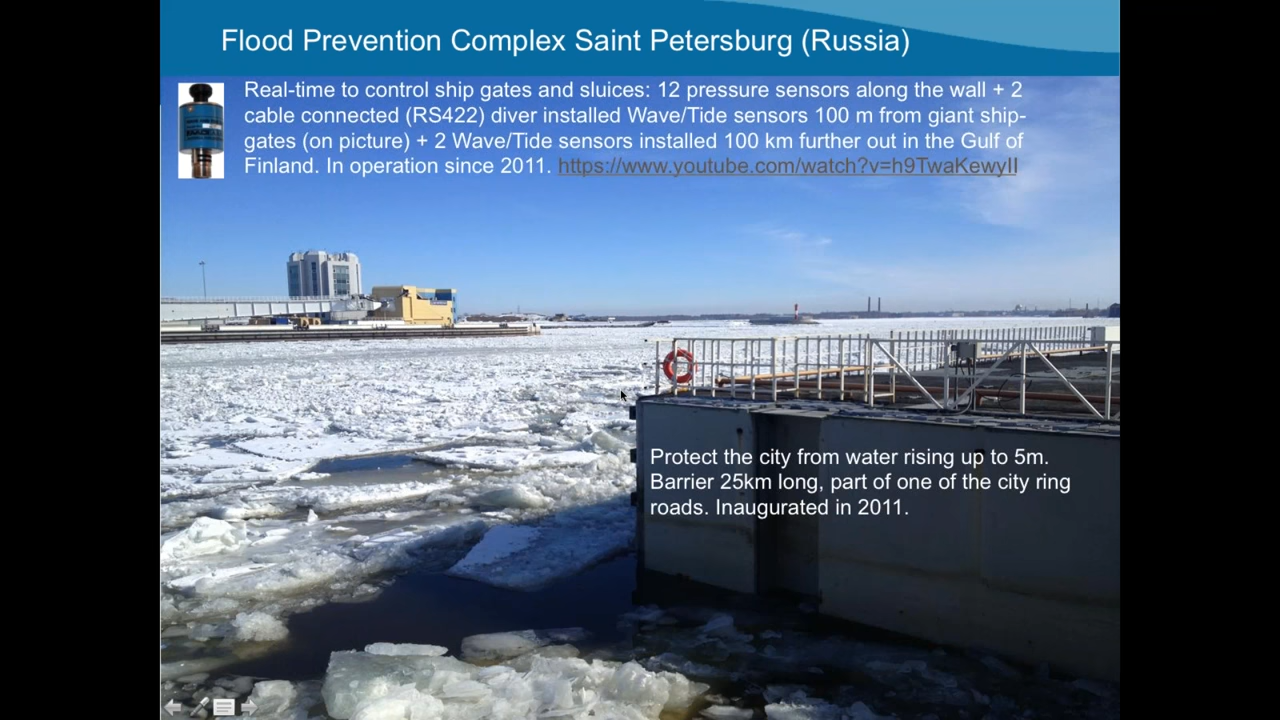 Flood Prevention Complex Saint Petersburg (Russia)
Real-time to control ship gates and sluices: 12 pressure sensors along the wall + 2
cable connected (RS422) diver installed Wave/Tide sensors 100 m from giant ship-
gates (on picture) + 2 Wave/Tide sensors installed 100 km further out in the Gulf of
Finland. In operation since 2011. https://www.youtube.com/watch?v=h9TwaKewyII
Protect the city from water rising up to 5m.
Barrier 25km long, part of one of the city ring
roads. Inaugurated in 2011.